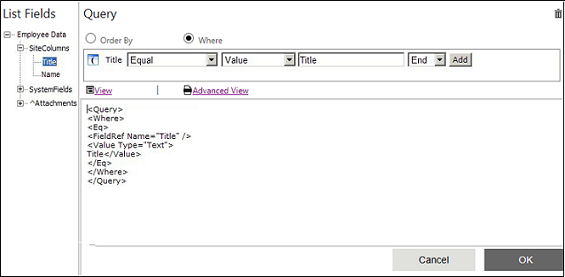 List Fields
Employee Data
SiteColumns
Title
Name
SystemFields
^Attachments
Query
Order By Where
Title Equal Value Title End Add
View | Advanced View
<Query>
<Where>
<Eq>
<FieldRef Name="Title" />
<Value Type="Text">
Title</Value>
</Eq>
</Where>
</Query>
Cancel OK